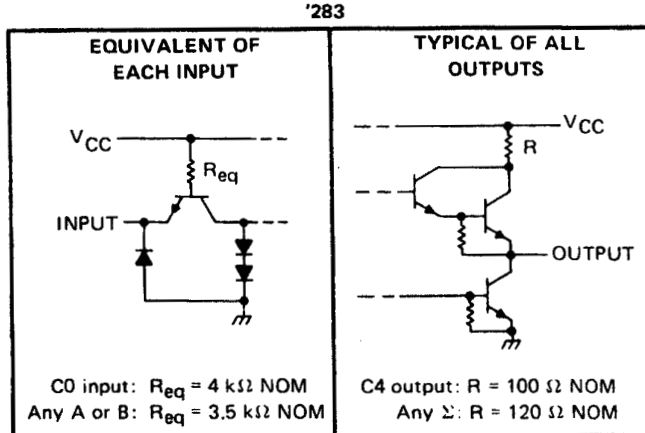 '283
EQUIVALENT OF
EACH INPUT
VCC
Req
INPUT
C0 input: Req = 4 kΩ NOM
Any A or B: Req = 3.5 kΩ NOM
TYPICAL OF ALL
OUTPUTS
VCC
R
OUTPUT
C4 output: R = 100 Ω NOM
Any Σ: R = 120 Ω NOM